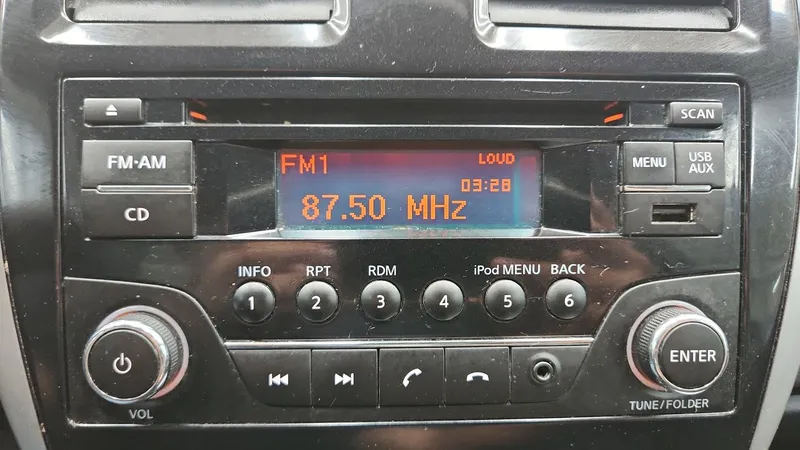 SCAN
FM·AM
FM1
LOUD
MENU
USB
AUX
CD
03:28
87.50 MHz
INFO
RPT
RDM
iPod MENU
BACK
1
2
3
4
5
6
ENTER
VOL
TUNE/FOLDER